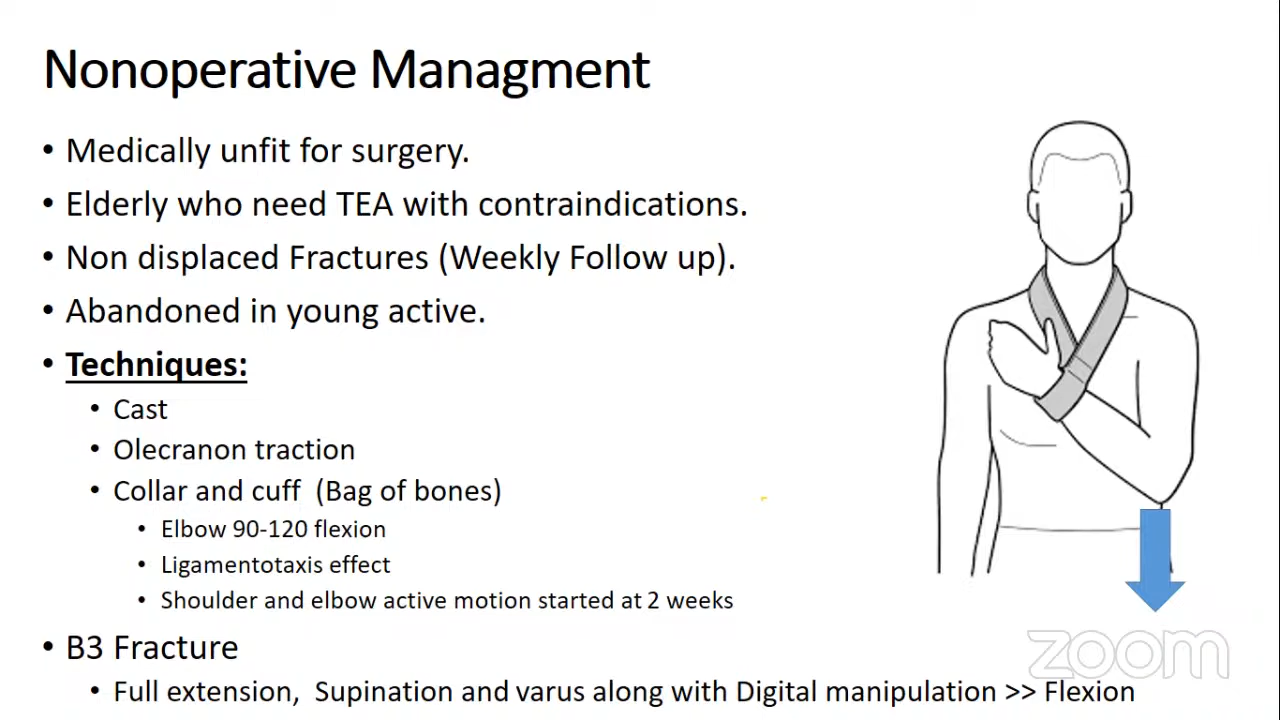 Nonoperative Managment
• Medically unfit for surgery.
• Elderly who need TEA with contraindications.
• Non displaced Fractures (Weekly Follow up).
• Abandoned in young active.
• Techniques:
• Cast
• Olecranon traction
• Collar and cuff (Bag of bones)
• Elbow 90-120 flexion
• Ligamentotaxis effect
• Shoulder and elbow active motion started at 2 weeks
• B3 Fracture
• Full extension, Supination and varus along with Digital manipulation >> Flexion
zoom